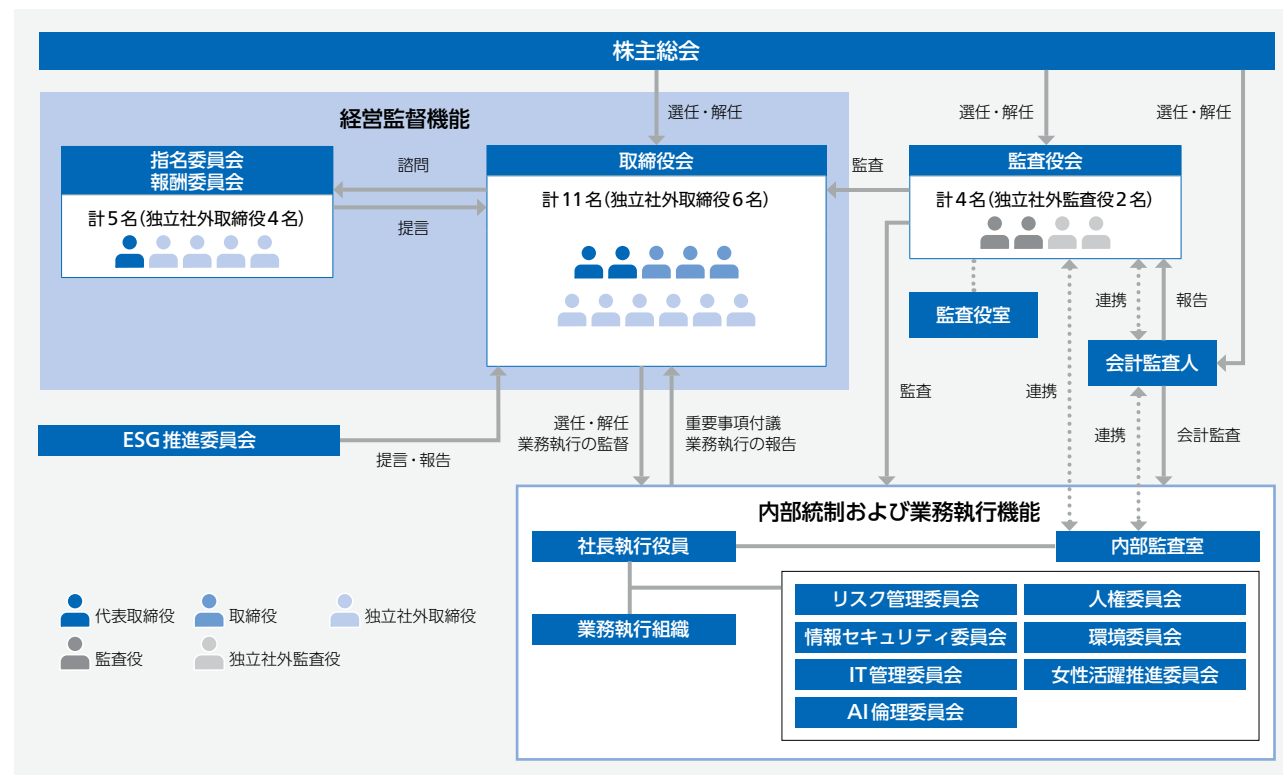 株主総会
経営監督機能
選任・解任
選任・解任
選任・解任
指名委員会
報酬委員会
計5名(独立社外取締役4名)
諮問
提言
取締役会
計11名(独立社外取締役6名)
監査
監査役会
計4名(独立社外監査役2名)
監査役室
連携
報告
会計監査人
監査
連携
連携
会計監査
ESG推進委員会
提言・報告
選任・解任
業務執行の監督
重要事項付議
業務執行の報告
内部統制および業務執行機能
社長執行役員
内部監査室
業務執行組織
リスク管理委員会
人権委員会
情報セキュリティ委員会
環境委員会
IT管理委員会
女性活躍推進委員会
AI倫理委員会
代表取締役
取締役
独立社外取締役
監査役
独立社外監査役